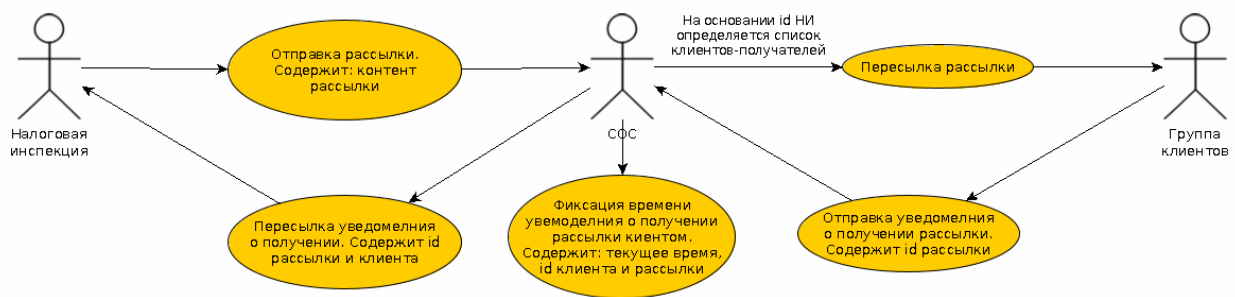 На основании id НИ
определяется список
клиентов-получателей
Отправка рассылки.
Содержит: контент
рассылки
Пересылка рассылки
Налоговая
инспекция
СОС
Группа
клиентов
Пересылка уведомелния
о получении. Содержит id
рассылки и клиента
Фиксация времени
увемоделния о получении
рассылки киентом.
Содержит: текущее время,
id клиента и рассылки
Отправка уведомелния
о получении рассылки.
Содержит id рассылки